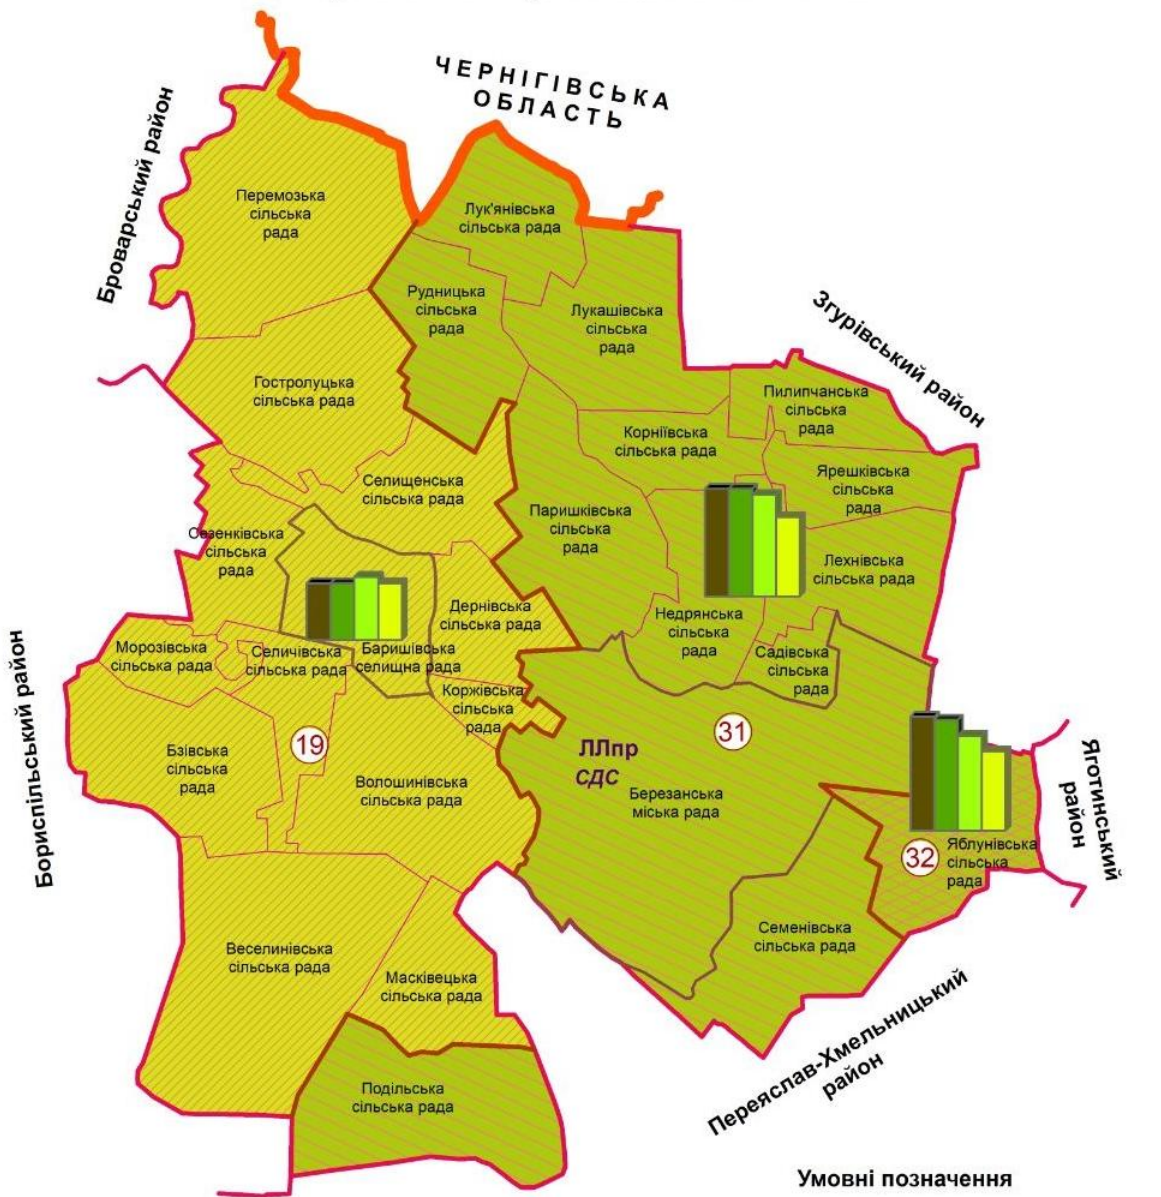 ЧЕРНІГІВСЬКА
ОБЛАСТЬ
Броварський район
Перемозька
сільська
рада
Лук'янівська
сільська рада
Рудницька
сільська
рада
Лукашівська
сільська
рада
Згурівський район
Гостролуцька
сільська рада
Пилипчанська
сільська
рада
Корніївська
сільська рада
Селищенська
сільська рада
Ярешківська
сільська
рада
Паришківська
сільська
рада
Сезенківська
сільська
рада
Лехнівська
сільська рада
Дернівська
сільська рада
Недрянська
сільська
рада
Морозівська
сільська рада
Селичівська
сільська рада
Баришівська
селищна рада
Садівська
сільська
рада
Коржівська
сільська
рада
Бориспільський район
19
31
ЛЛпр
СДС
Бзівська
сільська
рада
Волошинівська
сільська рада
Березанська
міська рада
Яготинський
район
32
Яблунівська
сільська
рада
Семенівська
сільська рада
Веселинівська
сільська рада
Масківецька
сільська рада
Переяслав-Хмельницький
район
Подільська
сільська рада
Умовні позначення